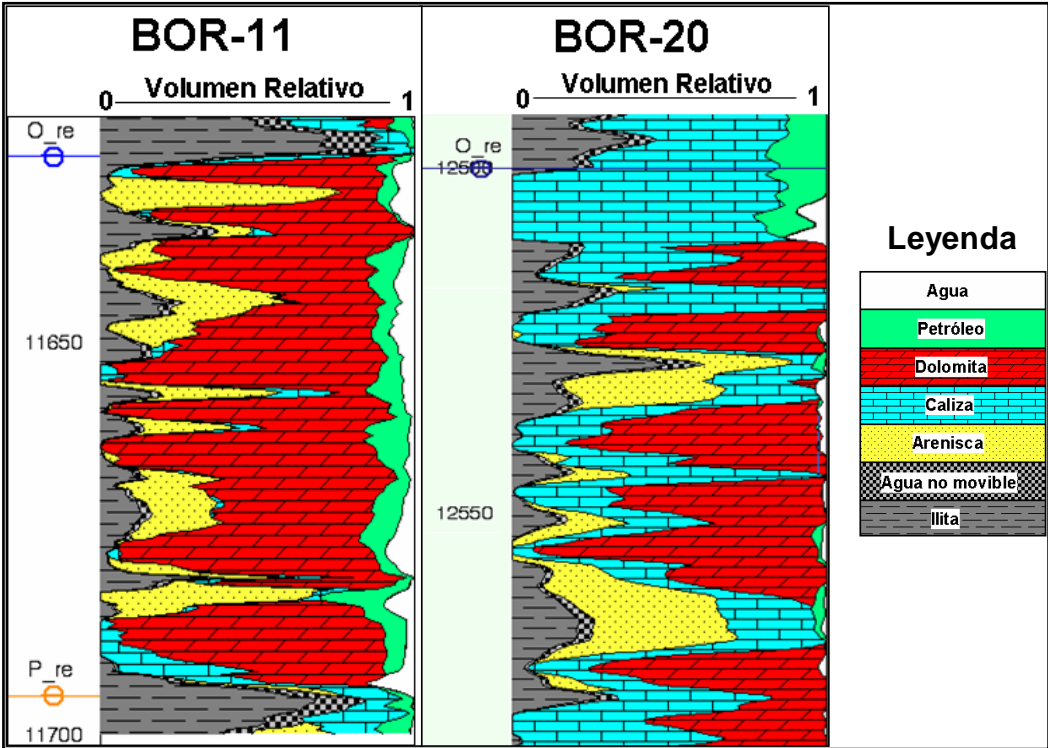 BOR-11
Volumen Relativo
0 1
O_re
11650
P_re
11700
BOR-20
Volumen Relativo
0 1
O_re
12500
12550
Leyenda
Agua
Petróleo
Dolomita
Caliza
Arenisca
Agua no movible
Ilita